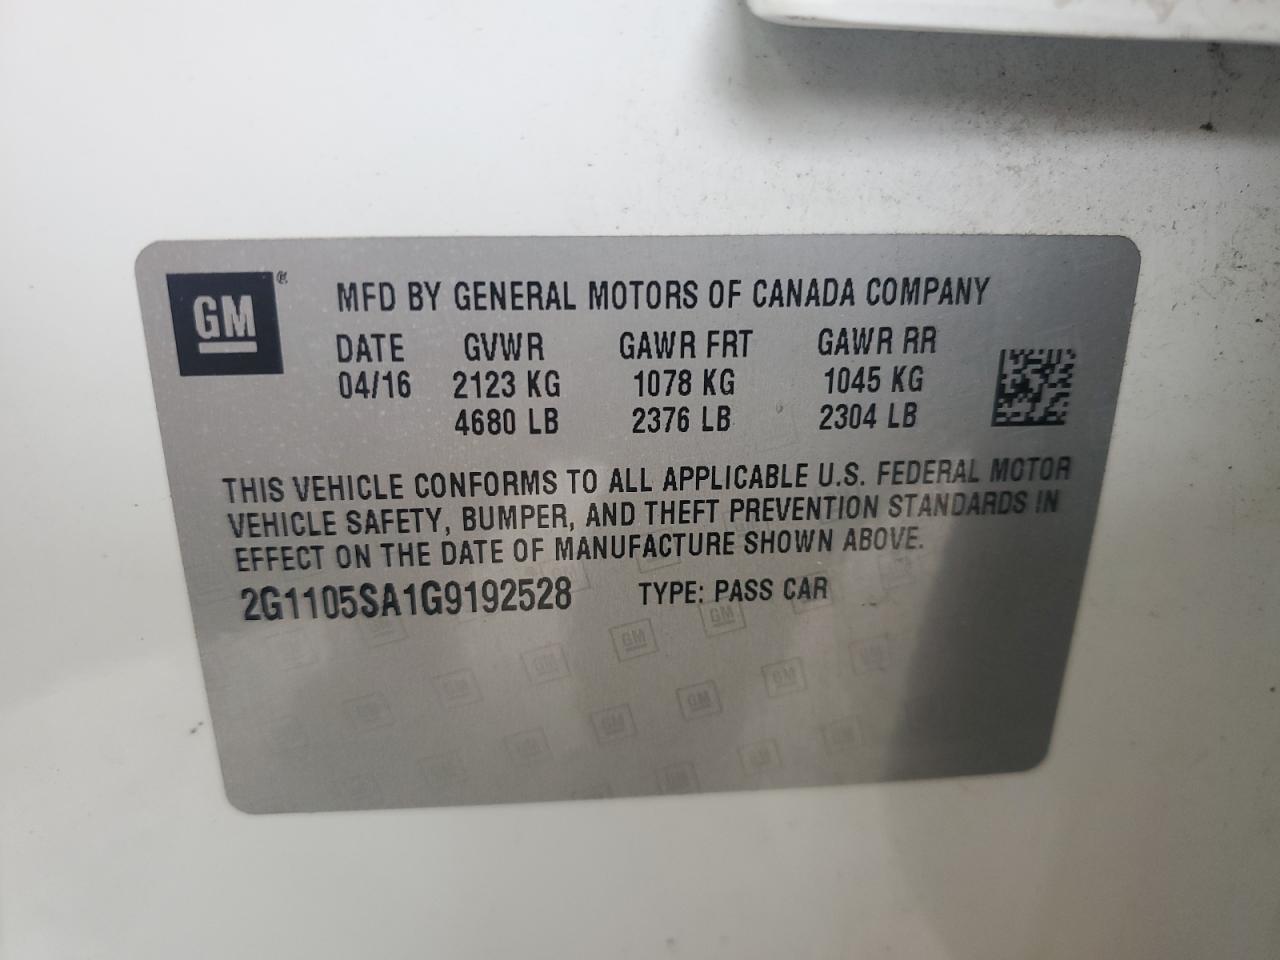 GM®
MFD BY GENERAL MOTORS OF CANADA COMPANY
DATE GVWR GAWR FRT GAWR RR
04/16 2123 KG 1078 KG 1045 KG
4680 LB 2376 LB 2304 LB
THIS VEHICLE CONFORMS TO ALL APPLICABLE U.S. FEDERAL MOTOR
VEHICLE SAFETY, BUMPER, AND THEFT PREVENTION STANDARDS IN
EFFECT ON THE DATE OF MANUFACTURE SHOWN ABOVE.
2G1105SA1G9192528 TYPE: PASS CAR